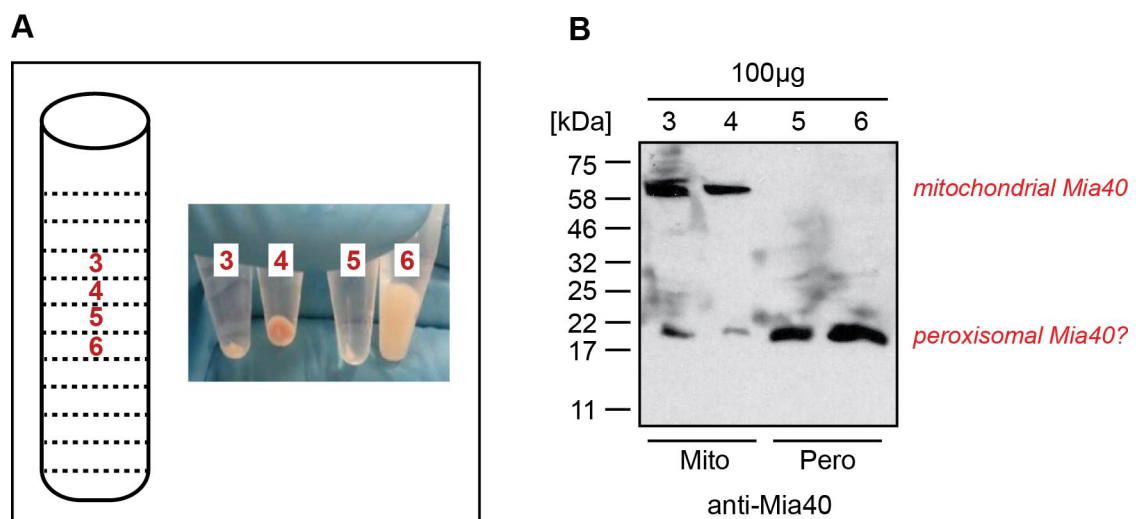 A
3
4
5
6
3 4 5 6
B
100µg
[kDa] 3 4 5 6
75
58 mitochondrial Mia40
46
32
25
22 peroxisomal Mia40?
17
11
Mito Pero
anti-Mia40